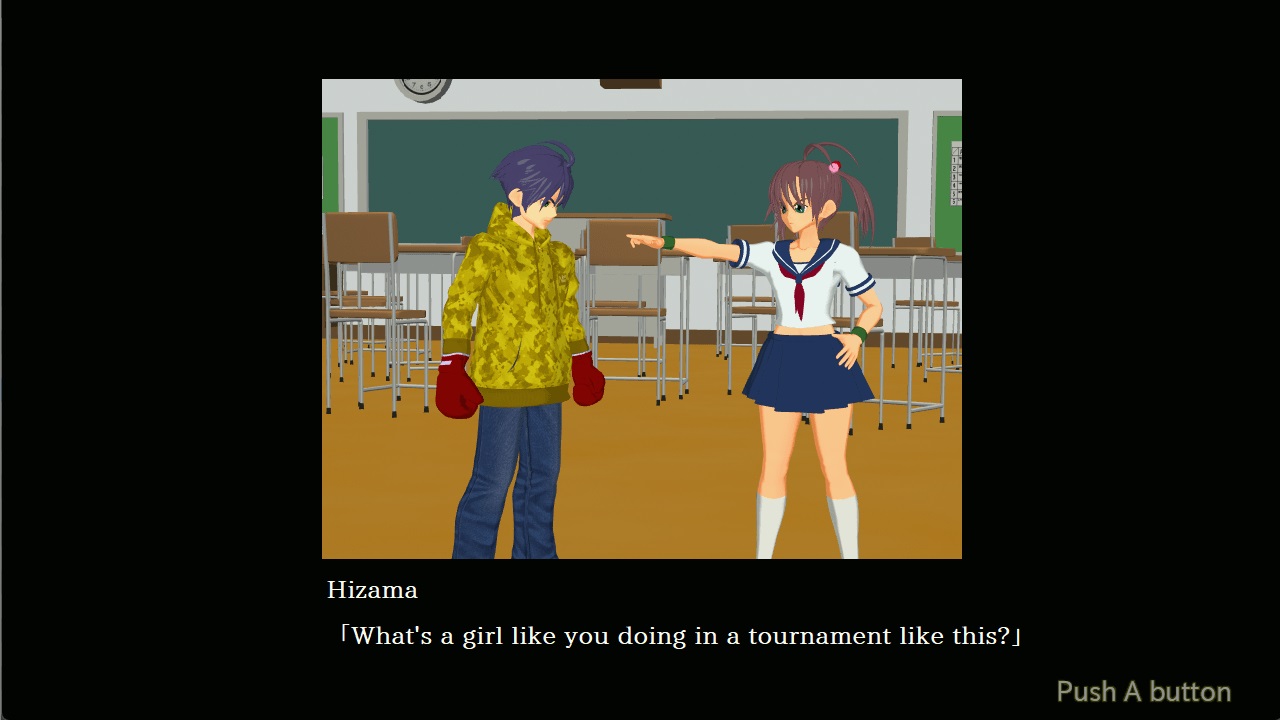 Hizama
「What's a girl like you doing in a tournament like this?」
Push A button